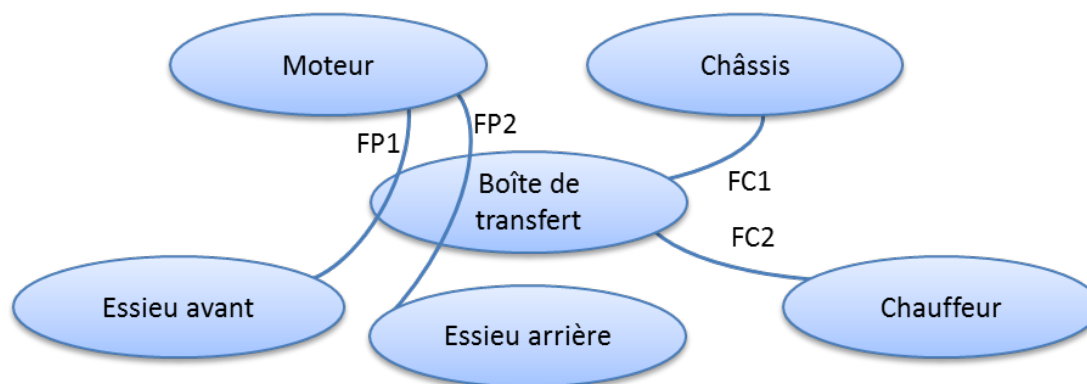 Moteur
Châssis
FP1
FP2
Boîte de
transfert
FC1
FC2
Essieu avant
Essieu arrière
Chauffeur